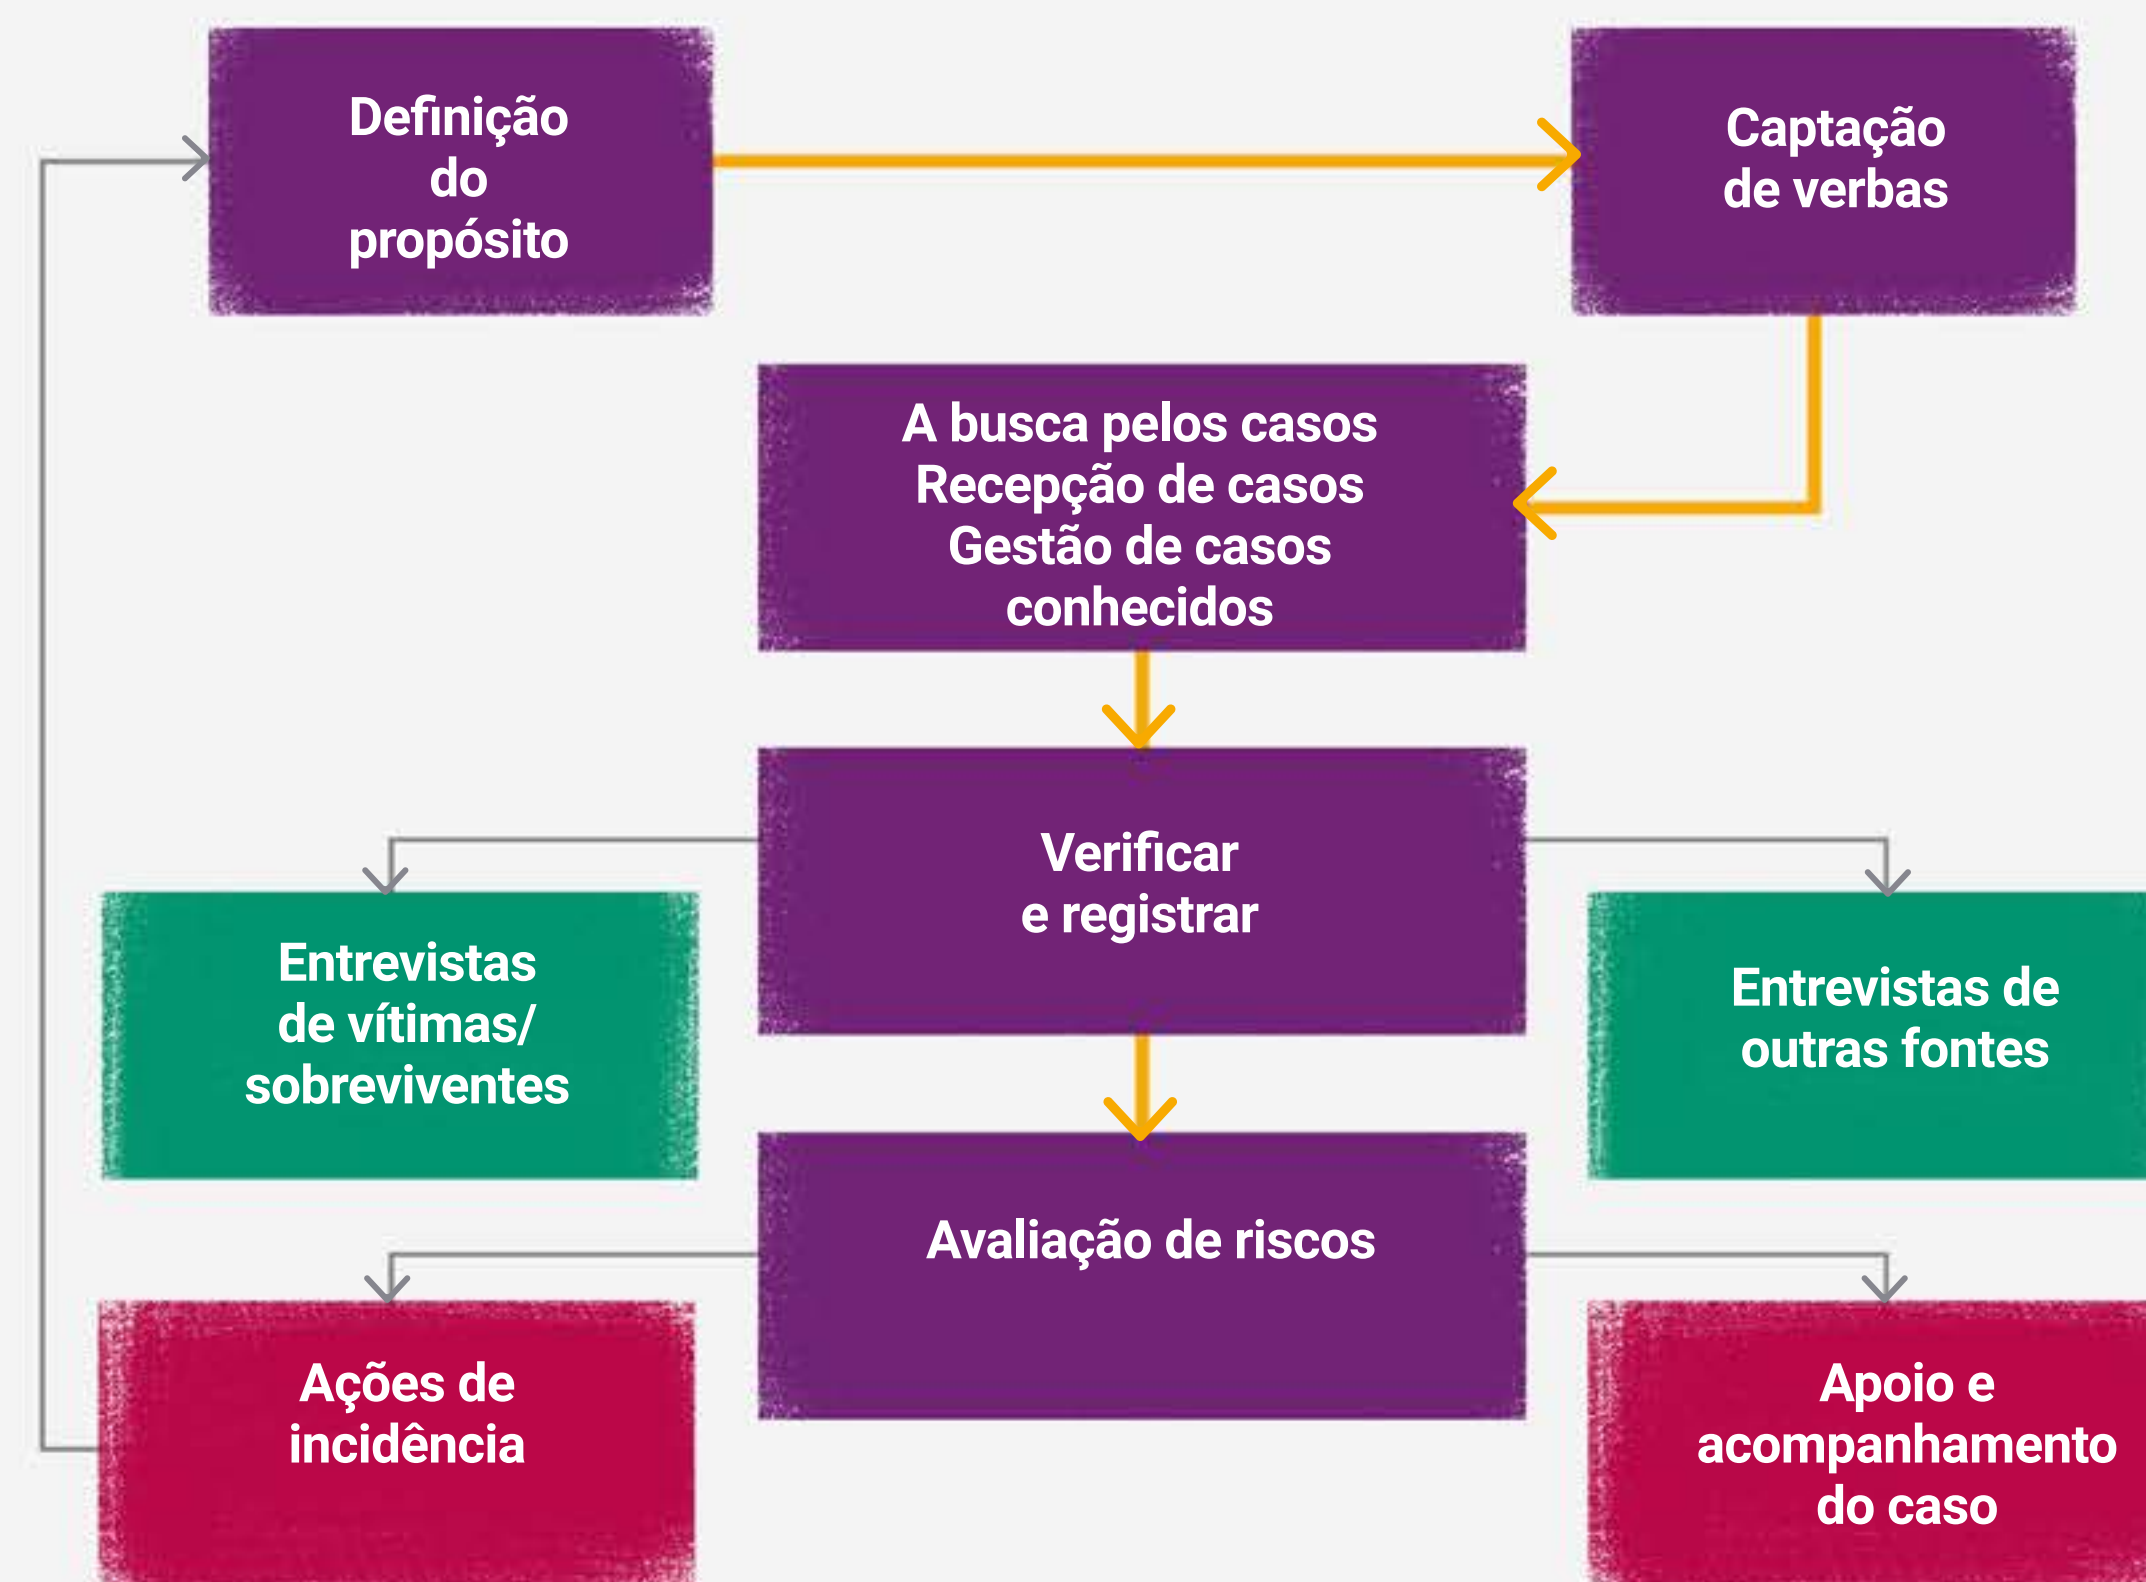 Definição
do
propósito
Captação
de verbas
A busca pelos casos
Recepção de casos
Gestão de casos
conhecidos
Verificar
e registrar
Entrevistas
de vítimas/
sobreviventes
Entrevistas de
outras fontes
Avaliação de riscos
Ações de
incidência
Apoio e
acompanhamento
do caso